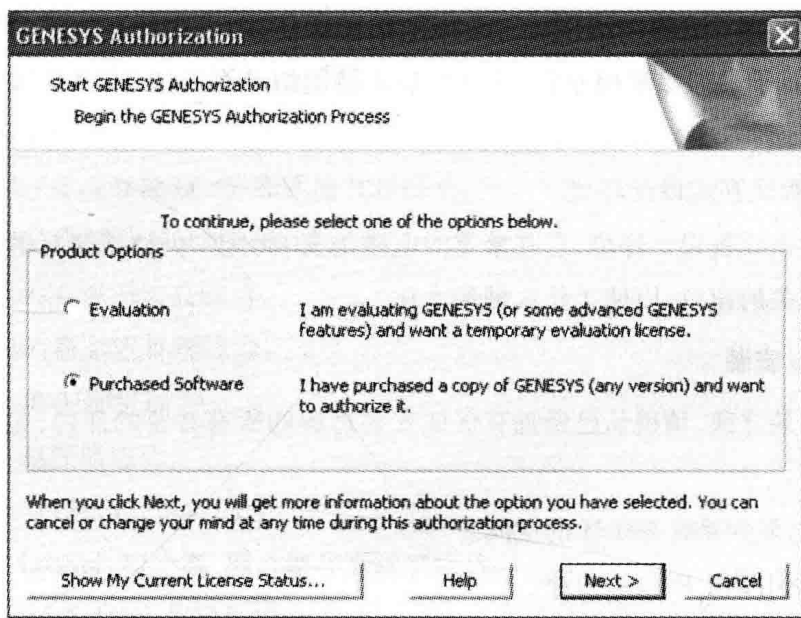 GENESYS Authorization
Start GENESYS Authorization
Begin the GENESYS Authorization Process
To continue, please select one of the options below.
Product Options
Evaluation
I am evaluating GENESYS (or some advanced GENESYS
features) and want a temporary evaluation license.
Purchased Software
I have purchased a copy of GENESYS (any version) and want
to authorize it.
When you click Next, you will get more information about the option you have selected. You can
cancel or change your mind at any time during this authorization process.
Show My Current License Status...
Help
Next >
Cancel